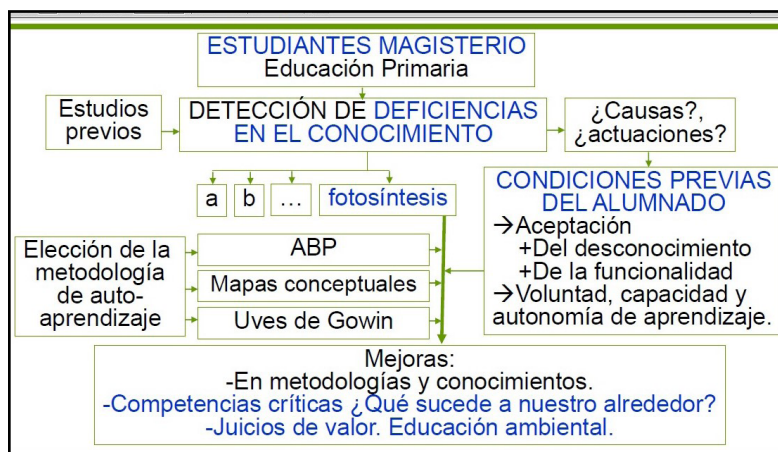 ESTUDIANTES MAGISTERIO
Educación Primaria
Estudios
previos
DETECCIÓN DE DEFICIENCIAS
EN EL CONOCIMIENTO
¿Causas?,
¿actuaciones?
a
b
...
fotosíntesis
CONDICIONES PREVIAS
DEL ALUMNADO
→Aceptación
+Del desconocimiento
+De la funcionalidad
→Voluntad, capacidad y
autonomía de aprendizaje.
Elección de la
metodología
de auto-
aprendizaje
ABP
Mapas conceptuales
Uves de Gowin
Mejoras:
-En metodologías y conocimientos.
-Competencias críticas ¿Qué sucede a nuestro alrededor?
-Juicios de valor. Educación ambiental.